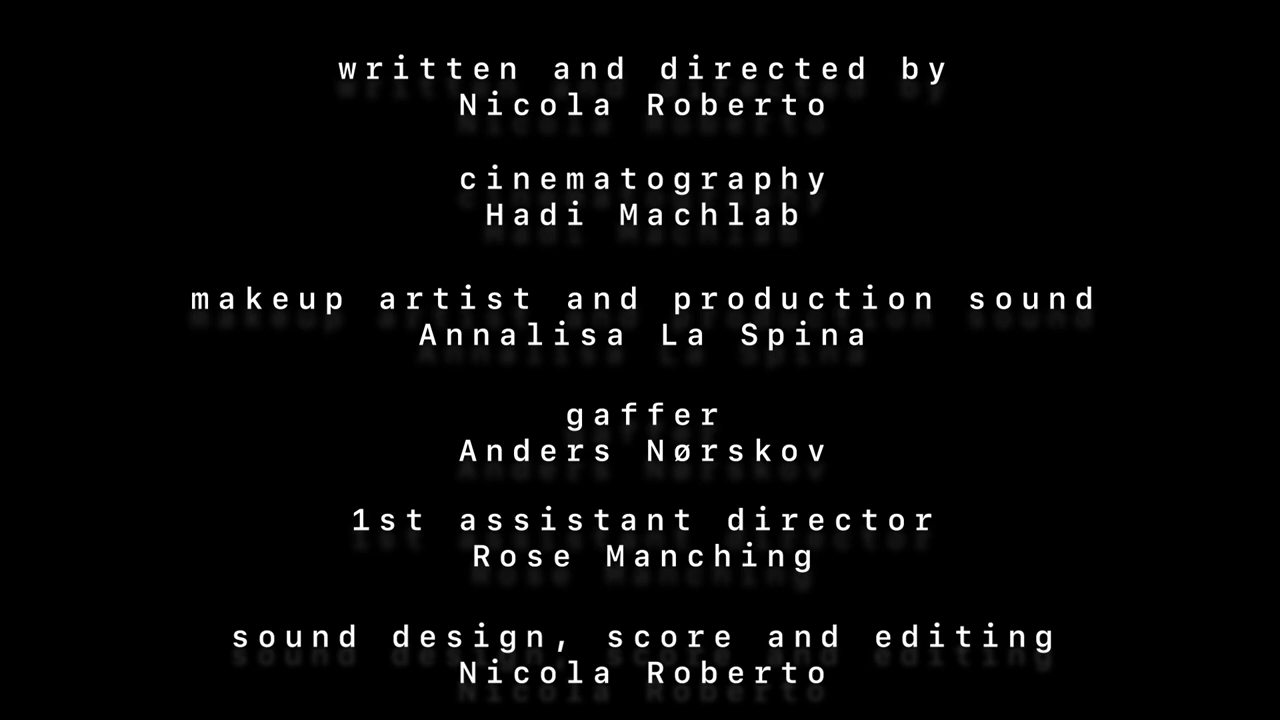 written and directed by
Nicola Roberto
cinematography
Hadi Machlab
makeup artist and production sound
Annalisa La Spina
gaffer
Anders Nørskov
1st assistant director
Rose Manching
sound design, score and editing
Nicola Roberto